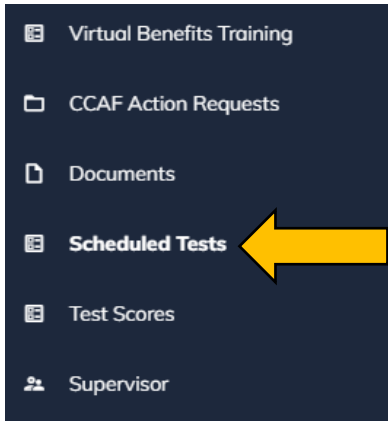 Virtual Benefits Training
CCAF Action Requests
Documents
Scheduled Tests
Test Scores
Supervisor